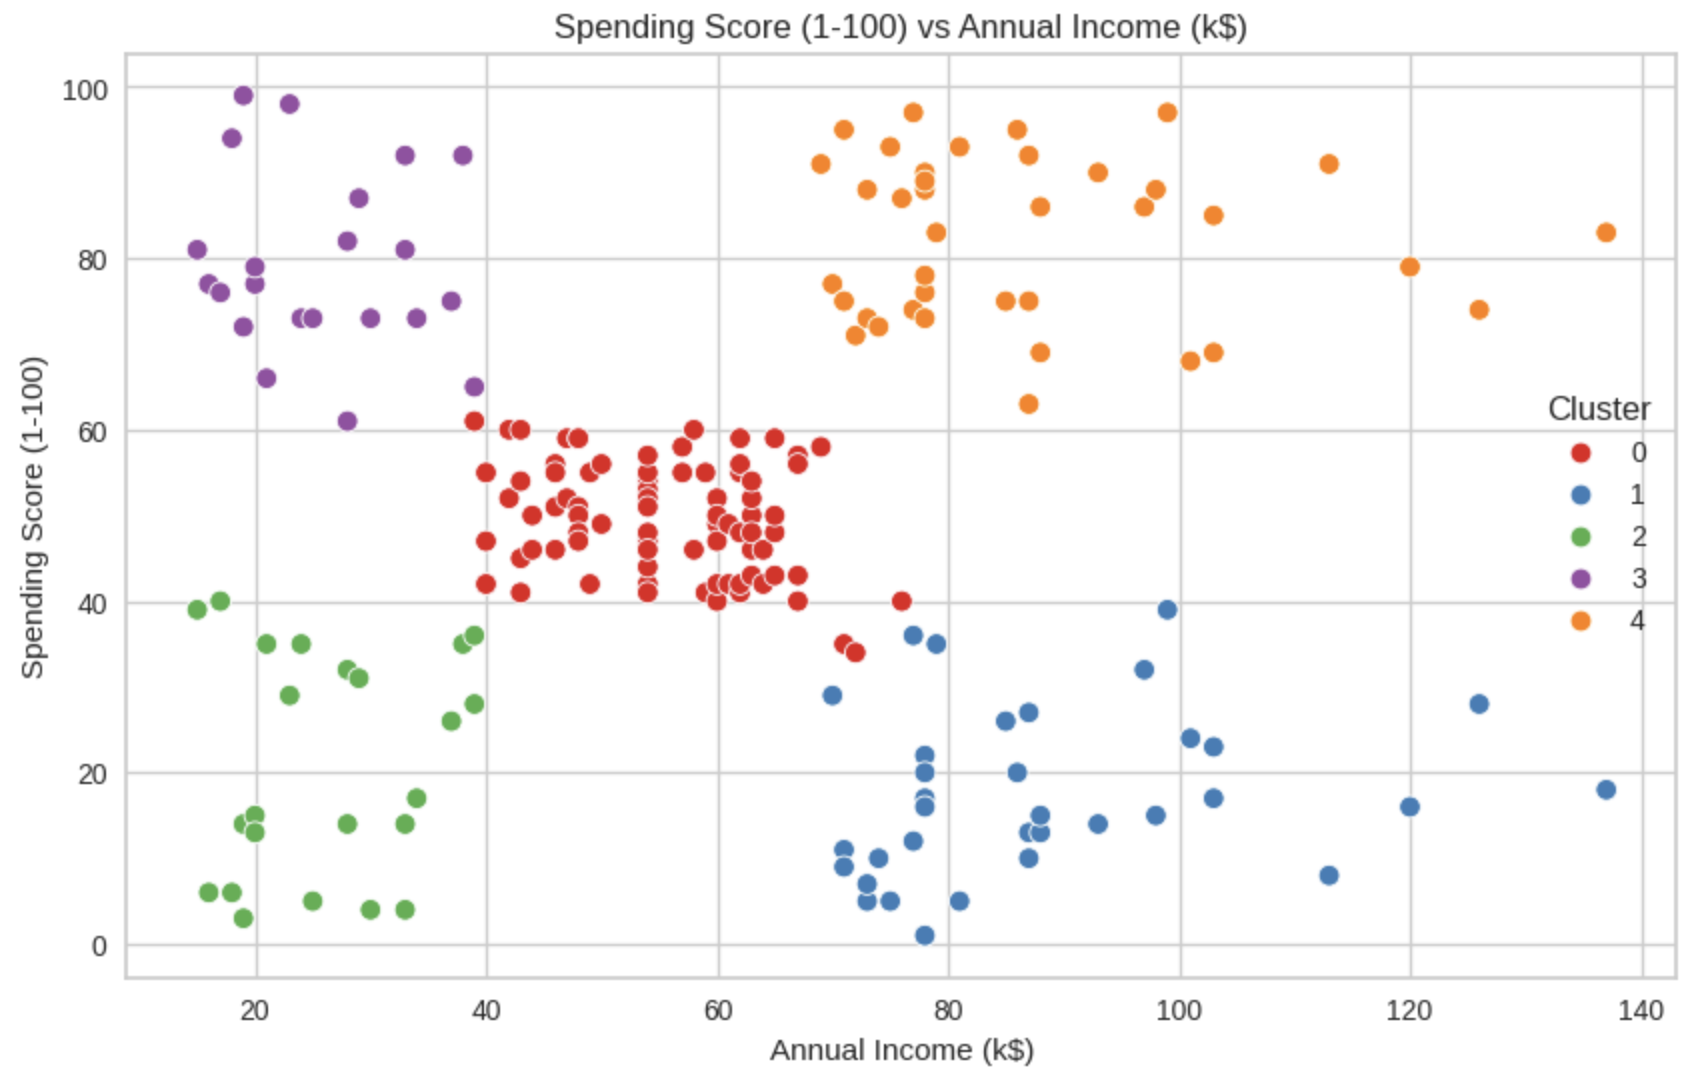 Spending Score (1-100) vs Annual Income (k$)
100
80
60
40
20
0
Spending Score (1-100)
Cluster
0
1
2
3
4
20 40 60 80 100 120 140
Annual Income (k$)